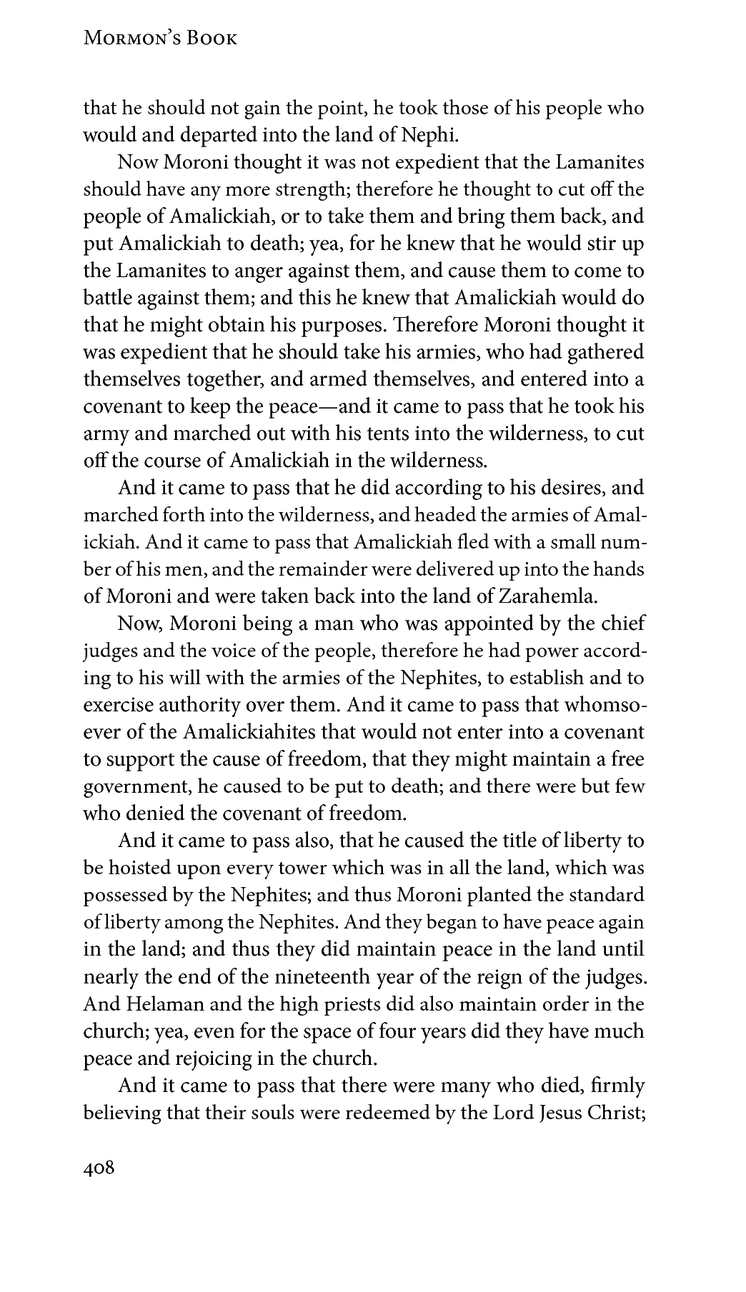 Mormon's Book
that he should not gain the point, he took those of his people who
would and departed into the land of Nephi.
Now Moroni thought it was not expedient that the Lamanites
should have any more strength; therefore he thought to cut off the
people of Amalickiah, or to take them and bring them back, and
put Amalickiah to death; yea, for he knew that he would stir up
the Lamanites to anger against them, and cause them to come to
battle against them; and this he knew that Amalickiah would do
that he might obtain his purposes. Therefore Moroni thought it
was expedient that he should take his armies, who had gathered
themselves together, and armed themselves, and entered into a
covenant to keep the peace—and it came to pass that he took his
army and marched out with his tents into the wilderness, to cut
off the course of Amalickiah in the wilderness.
And it came to pass that he did according to his desires, and
marched forth into the wilderness, and headed the armies of Amal-
ickiah. And it came to pass that Amalickiah fled with a small num-
ber of his men, and the remainder were delivered up into the hands
of Moroni and were taken back into the land of Zarahemla.
Now, Moroni being a man who was appointed by the chief
judges and the voice of the people, therefore he had power accord-
ing to his will with the armies of the Nephites, to establish and to
exercise authority over them. And it came to pass that whomso-
ever of the Amalickiahites that would not enter into a covenant
to support the cause of freedom, that they might maintain a free
government, he caused to be put to death; and there were but few
who denied the covenant of freedom.
And it came to pass also, that he caused the title of liberty to
be hoisted upon every tower which was in all the land, which was
possessed by the Nephites; and thus Moroni planted the standard
of liberty among the Nephites. And they began to have peace again
in the land; and thus they did maintain peace in the land until
nearly the end of the nineteenth year of the reign of the judges.
And Helaman and the high priests did also maintain order in the
church; yea, even for the space of four years did they have much
peace and rejoicing in the church.
And it came to pass that there were many who died, firmly
believing that their souls were redeemed by the Lord Jesus Christ;
408